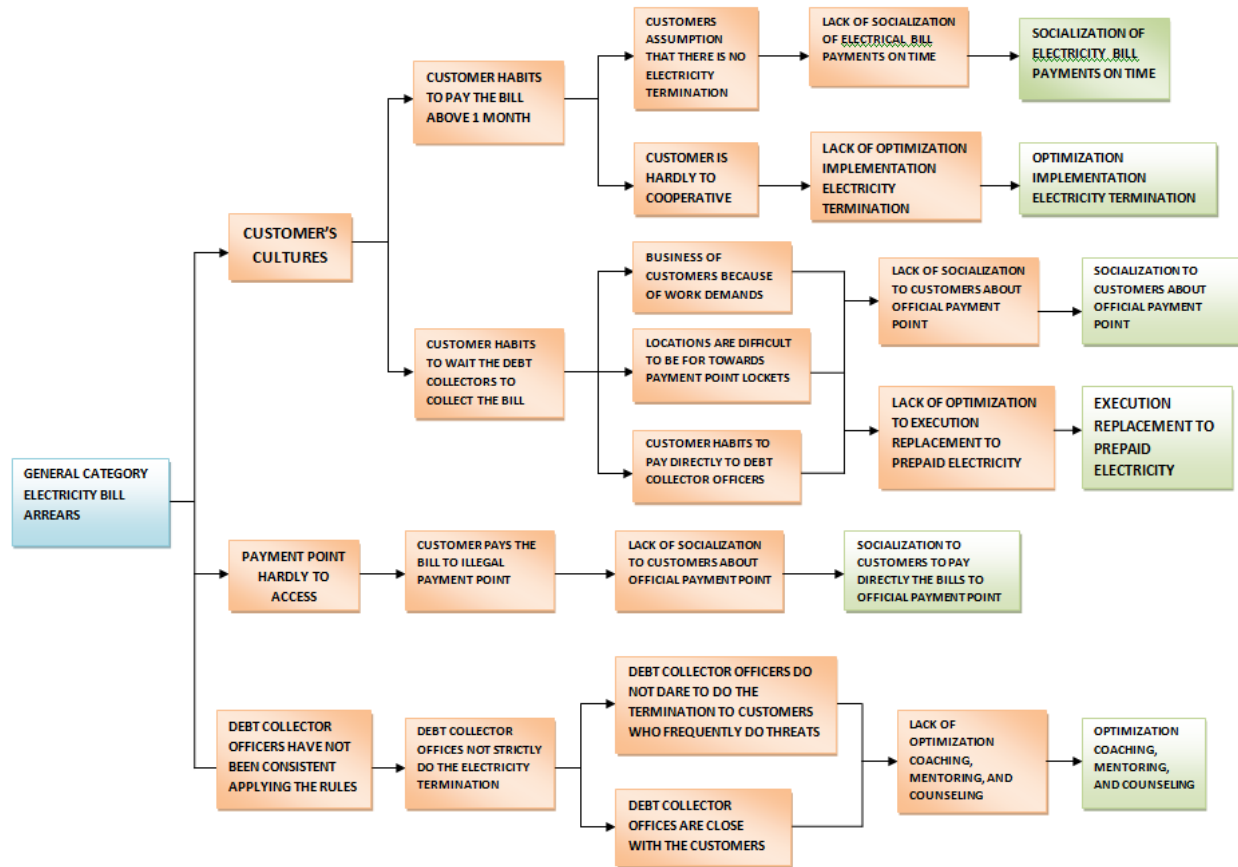 CUSTOMERS
ASSUMPTION
THAT THERE IS NO
ELECTRICITY
TERMINATION
LACK OF SOCIALIZATION
OF ELECTRICAL BILL
PAYMENTS ON TIME
SOCIALIZATION OF
ELECTRICITY BILL
PAYMENTS ON TIME
CUSTOMER HABITS
TO PAY THE BILL
ABOVE 1 MONTH
CUSTOMER IS
HARDLY TO
COOPERATIVE
LACK OF OPTIMIZATION
IMPLEMENTATION
ELECTRICITY
TERMINATION
OPTIMIZATION
IMPLEMENTATION
ELECTRICITY TERMINATION
CUSTOMER'S
CULTURES
BUSINESS OF
CUSTOMERS BECAUSE
OF WORK DEMANDS
LACK OF SOCIALIZATION
TO CUSTOMERS ABOUT
OFFICIAL PAYMENT
POINT
SOCIALIZATION TO
CUSTOMERS ABOUT
OFFICIAL PAYMENT
POINT
CUSTOMER HABITS
TO WAIT THE DEBT
COLLECTORS TO
COLLECT THE BILL
LOCATIONS ARE DIFFICULT
TO BE FOR TOWARDS
PAYMENT POINT LOCKETS
LACK OF OPTIMIZATION
TO EXECUTION
REPLACEMENT TO
PREPAID ELECTRICITY
EXECUTION
REPLACEMENT TO
PREPAID
ELECTRICITY
CUSTOMER HABITS TO
PAY DIRECTLY TO DEBT
COLLECTOR OFFICERS
GENERAL CATEGORY
ELECTRICITY BILL
ARREARS
PAYMENT POINT
HARDLY TO
ACCESS
CUSTOMER PAYS THE
BILL TO ILLEGAL
PAYMENT POINT
LACK OF SOCIALIZATION
TO CUSTOMERS ABOUT
OFFICIAL PAYMENT POINT
SOCIALIZATION TO
CUSTOMERS TO PAY
DIRECTLY THE BILLS TO
OFFICIAL PAYMENT POINT
DEBT COLLECTOR
OFFICERS HAVE NOT
BEEN CONSISTENT
APPLYING THE RULES
DEBT COLLECTOR
OFFICES NOT STRICTLY
DO THE ELECTRICITY
TERMINATION
DEBT COLLECTOR OFFICERS DO
NOT DARE TO DO THE
TERMINATION TO CUSTOMERS
WHO FREQUENTLY DO THREATS
DEBT COLLECTOR
OFFICES ARE CLOSE
WITH THE CUSTOMERS
LACK OF
OPTIMIZATION
COACHING,
MENTORING, AND
COUNSELING
OPTIMIZATION
COACHING,
MENTORING,
AND COUNSELING